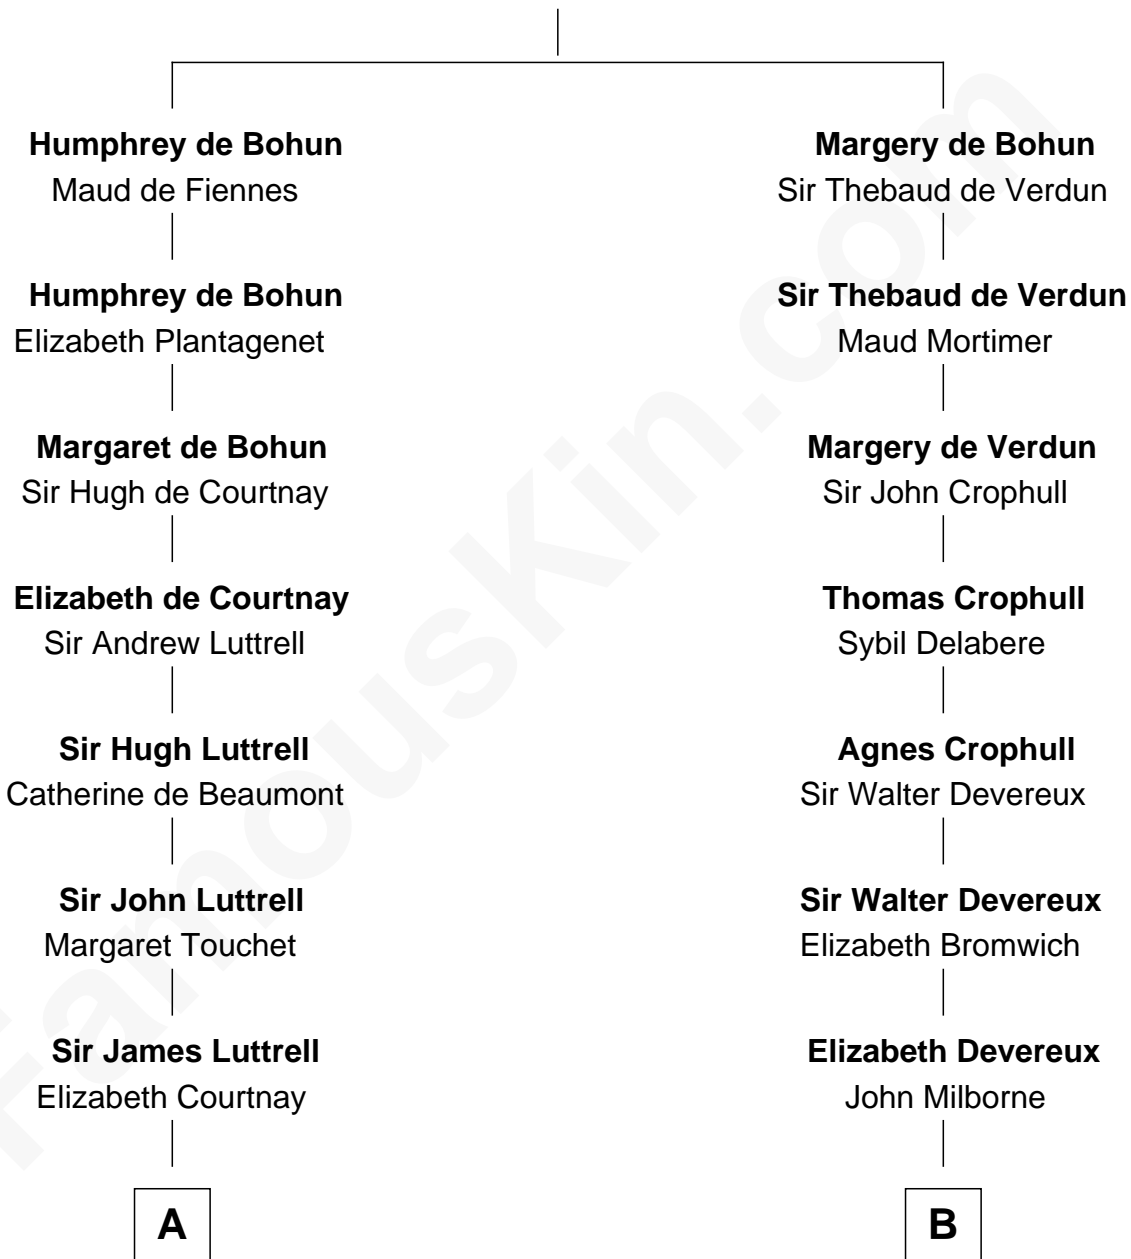 Humphrey de Bohun
Maud de Fiennes
Humphrey de Bohun
Elizabeth Plantagenet
Margaret de Bohun
Sir Hugh de Courtnay
Elizabeth de Courtnay
Sir Andrew Luttrell
Sir Hugh Luttrell
Catherine de Beaumont
Sir John Luttrell
Margaret Touchet
Sir James Luttrell
Elizabeth Courtnay
A
Margery de Bohun
Sir Thebaud de Verdun
Sir Thebaud de Verdun
Maud Mortimer
Margery de Verdun
Sir John Crophull
Thomas Crophull
Sybil Delabere
Agnes Crophull
Sir Walter Devereux
Sir Walter Devereux
Elizabeth Bromwich
Elizabeth Devereux
John Milborne
B
FamousKin.com